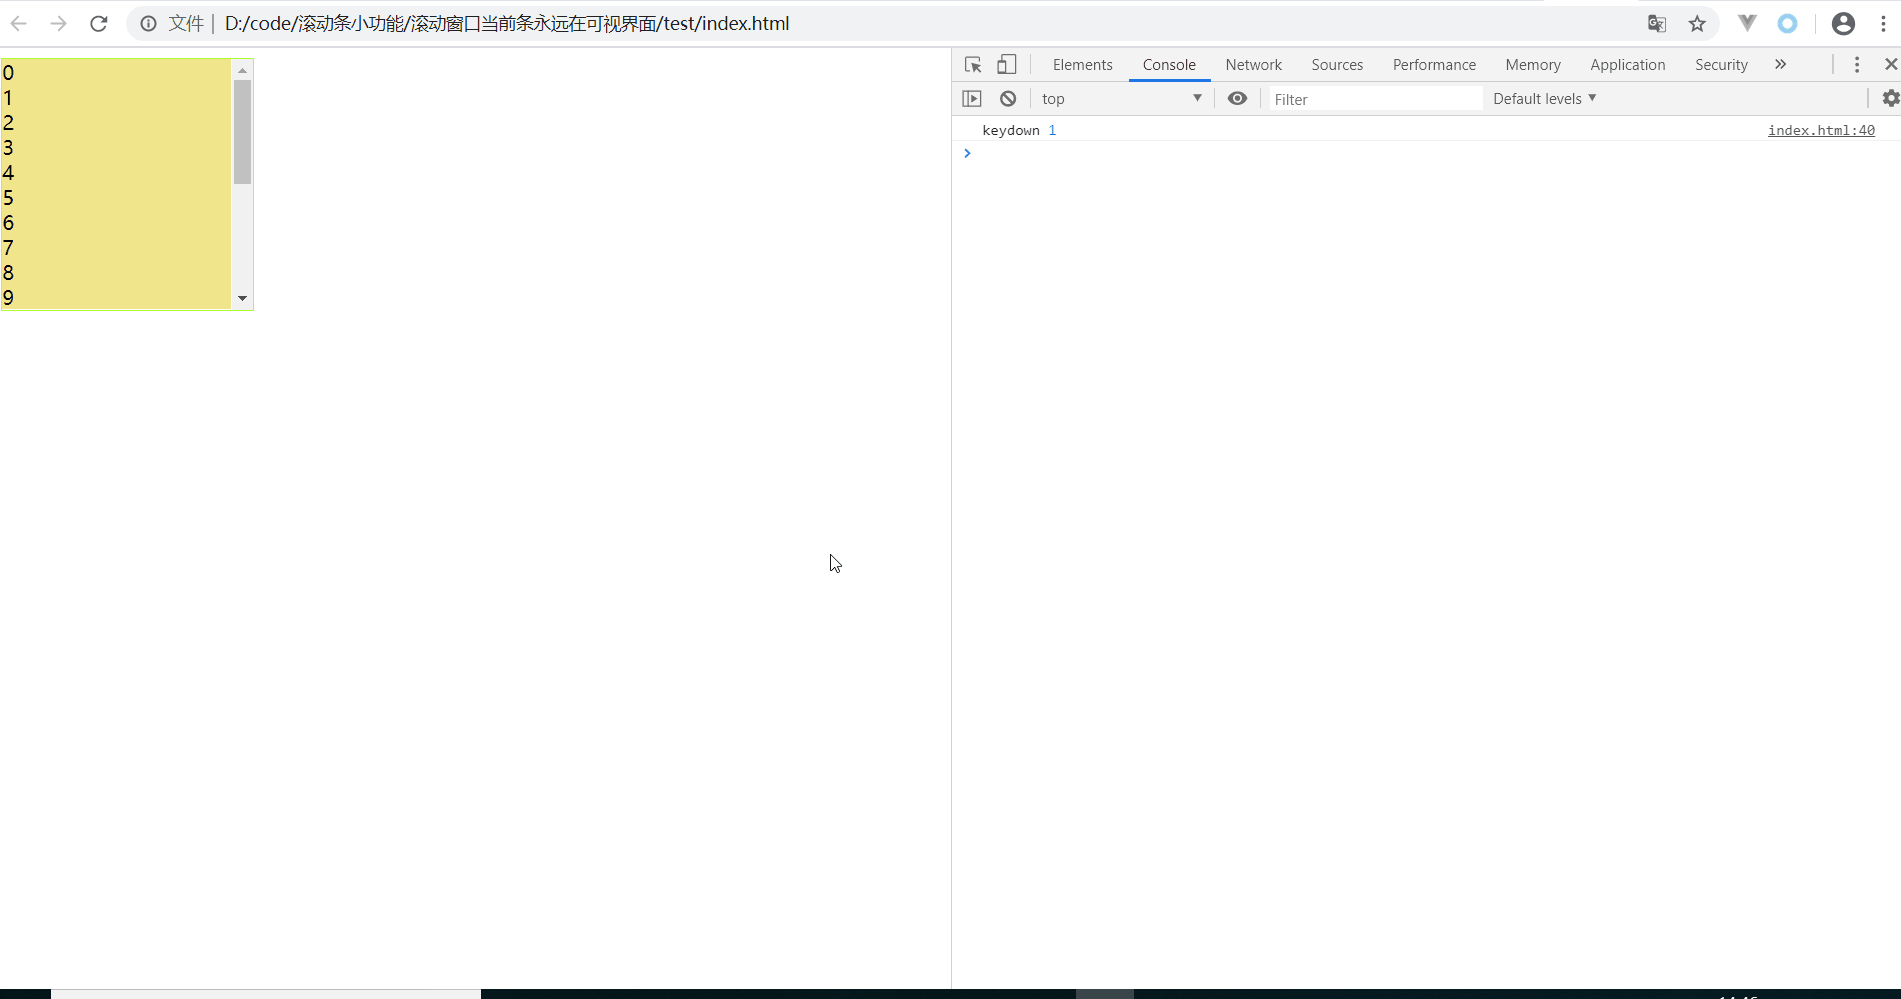 文件 | D:/code/滚动条小功能/滚动窗口当前条永远在可视界面/test/index.html
0
1
2
3
4
5
6
7
8
9
Elements Console Network Sources Performance Memory Application Security »
top Filter Default levels
keydown 1 index.html:40